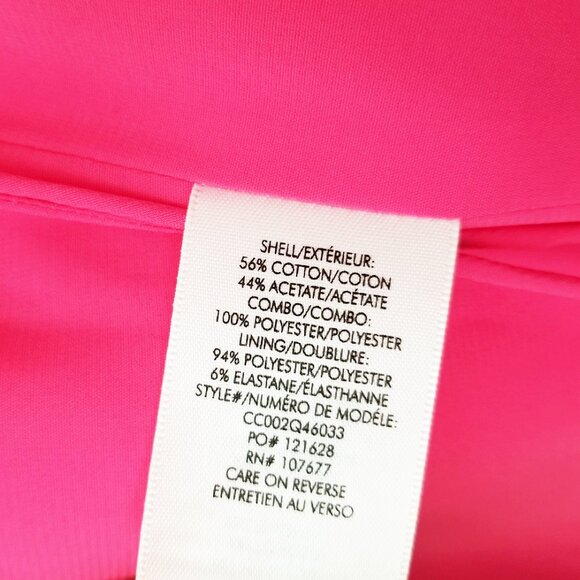 SHELL/EXTÉRIEUR:
56% COTTON/COTON
44% ACETATE/ACÉTATE
COMBO/COMBO:
100% POLYESTER/POLYESTER
LINING/DOUBLURE:
94% POLYESTER/POLYESTER
6% ELASTANE/ÉLASTHANNE
STYLE#/NUMÉRO DE MODÉLE:
CC002Q46033
PO# 121628
RN# 107677
CARE ON REVERSE
ENTRETIEN AU VERSO